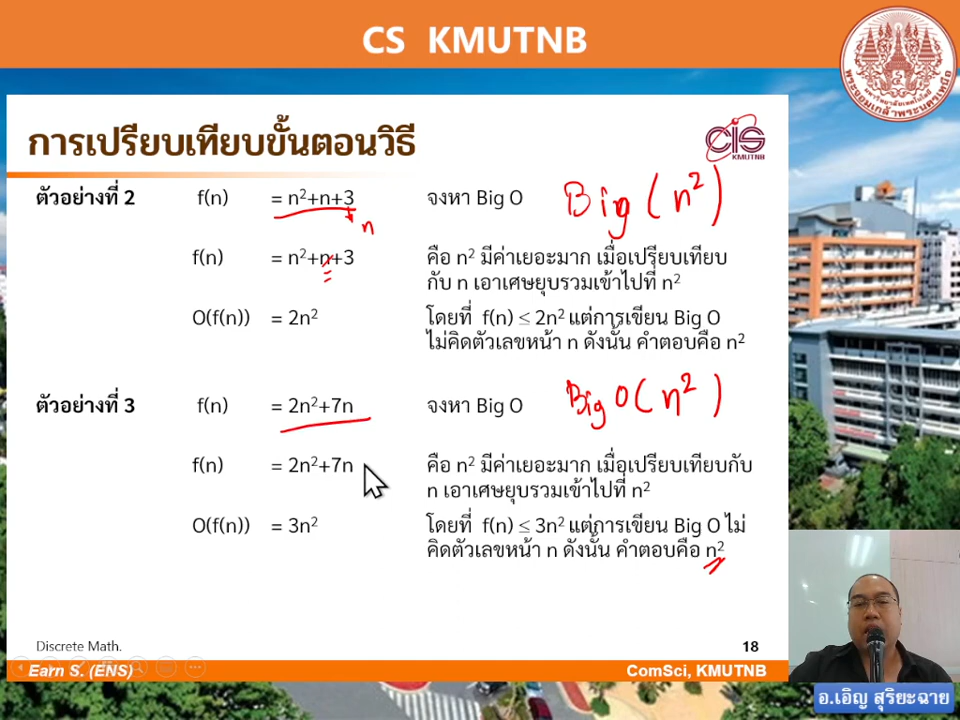 CS KMUTNB
การเปรียบเทียบขั้นตอนวิธี
CIS
KMUTNB
ตัวอย่างที่ 2 f(n) = n²+n+3 จงหา Big O Big (n²)
n
f(n) = n²+n+3 คือ n² มีค่าเยอะมาก เมื่อเปรียบเทียบ
กับ n เอาเศษยุบรวมเข้าไปที่ n²
O(f(n)) = 2n² โดยที่ f(n) ≤ 2n² แต่การเขียน Big O
ไม่คิดตัวเลขหน้า n ดังนั้น คำตอบคือ n²
ตัวอย่างที่ 3 f(n) = 2n²+7n จงหา Big O Big O(n²)
f(n) = 2n²+7n คือ n² มีค่าเยอะมาก เมื่อเปรียบเทียบกับ
n เอาเศษยุบรวมเข้าไปที่ n²
O(f(n)) = 3n² โดยที่ f(n) ≤ 3n² แต่การเขียน Big O ไม่
คิดตัวเลขหน้า n ดังนั้น คำตอบคือ n²
Discrete Math. 18
Earn S. (ENS) ComSci, KMUTNB
อ.เอิญ สุริยะฉาย